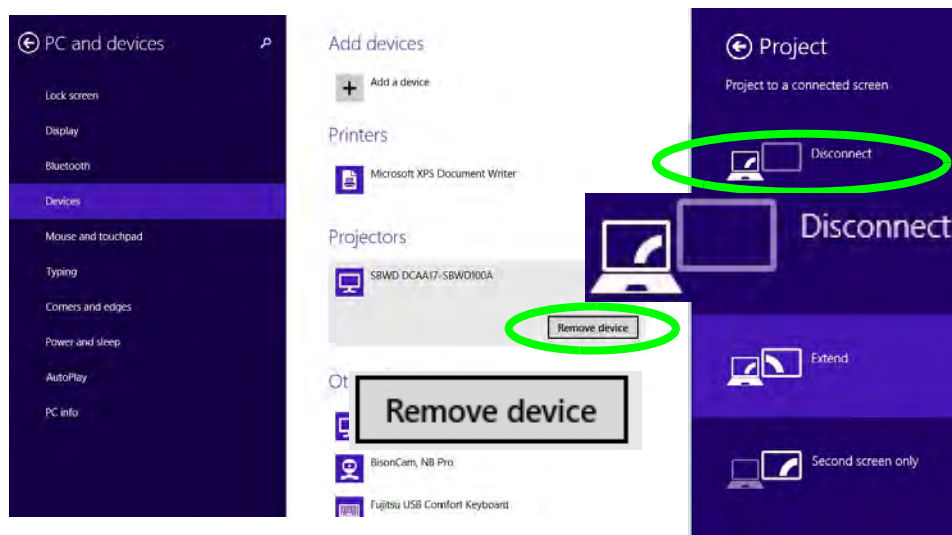 PC and devices
Lock screen
Display
Bluetooth
Devices
Mouse and touchpad
Typing
Corners and edges
Power and sleep
AutoPlay
PC info
Add devices
Add a device
Printers
Microsoft XPS Document Writer
Projectors
SBWD DCAA17-SBWD100A
Remove device
Ot
Remove device
BisonCam, NB Pro
Fujitsu USB Comfort Keyboard
Project
Project to a connected screen
Disconnect
Disconnect
Extend
Second screen only